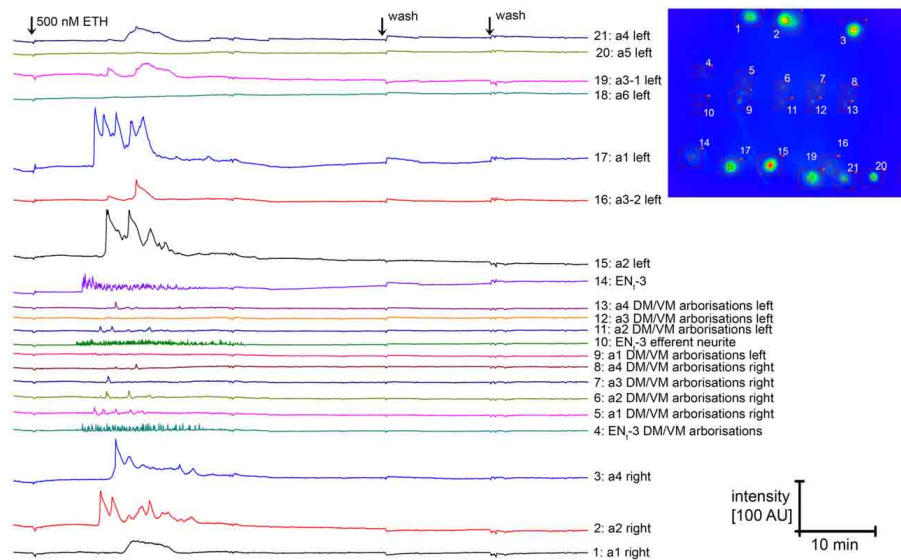 500 nM ETH
wash
wash
21: a4 left
20: a5 left
19: a3-1 left
18: a6 left
17: a1 left
16: a3-2 left
15: a2 left
14: ENf-3
13: a4 DM/VM arborisations left
12: a3 DM/VM arborisations left
11: a2 DM/VM arborisations left
10: ENf-3 efferent neurite
9: a1 DM/VM arborisations left
8: a4 DM/VM arborisations right
7: a3 DM/VM arborisations right
6: a2 DM/VM arborisations right
5: a1 DM/VM arborisations right
4: ENf-3 DM/VM arborisations
3: a4 right
2: a2 right
1: a1 right
1 2 3
4 5 6 7 8
10 9 11 12 13
14 17 15 19 16 21 20
intensity
[100 AU]
10 min